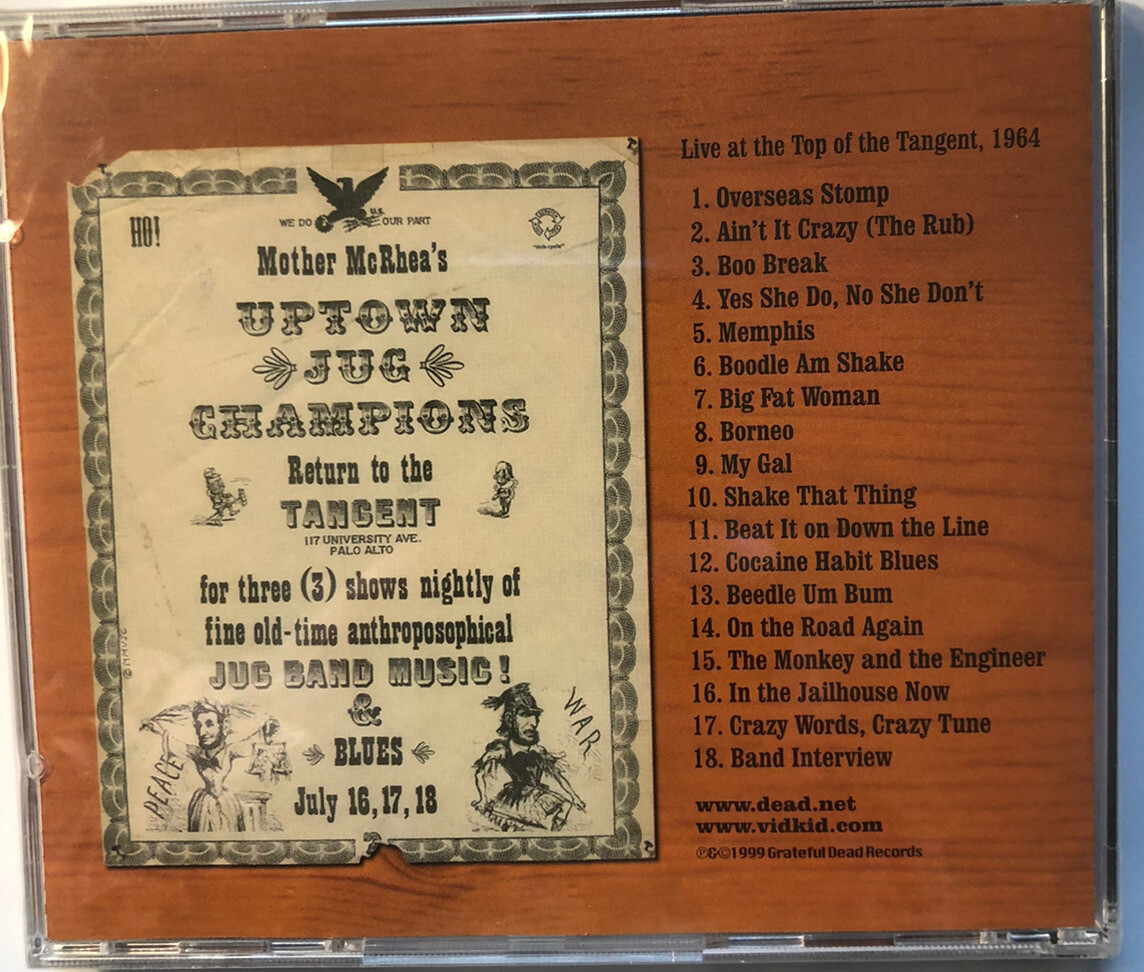 HO!
WE DO U.S. OUR PART
Mother McRhea's
UPTOWN
JUG
CHAMPIONS
Return to the
TANGENT
117 UNIVERSITY AVE.
PALO ALTO
for three (3) shows nightly of
fine old-time anthroposophical
JUG BAND MUSIC!
&
BLUES
July 16, 17, 18
PEACE
WAR
Live at the Top of the Tangent, 1964
1. Overseas Stomp
2. Ain't It Crazy (The Rub)
3. Boo Break
4. Yes She Do, No She Don't
5. Memphis
6. Boodle Am Shake
7. Big Fat Woman
8. Borneo
9. My Gal
10. Shake That Thing
11. Beat It on Down the Line
12. Cocaine Habit Blues
13. Beedle Um Bum
14. On the Road Again
15. The Monkey and the Engineer
16. In the Jailhouse Now
17. Crazy Words, Crazy Tune
18. Band Interview
www.dead.net
www.vidkid.com
℗&©1999 Grateful Dead Records